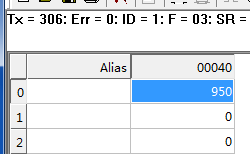 Tx = 306: Err = 0: ID = 1: F = 03: SR =
Alias 00040
0 950
1 0
2 0